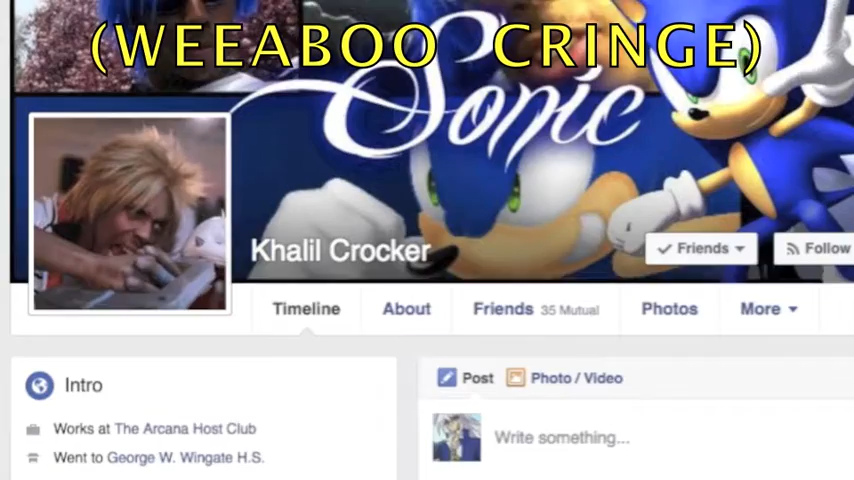 (WEEABOO CRINGE)
Sonic
Khalil Crocker
Friends
Follow
Timeline
About
Friends 35 Mutual
Photos
More
Intro
Post
Photo / Video
Works at The Arcana Host Club
Write something...
Went to George W. Wingate H.S.